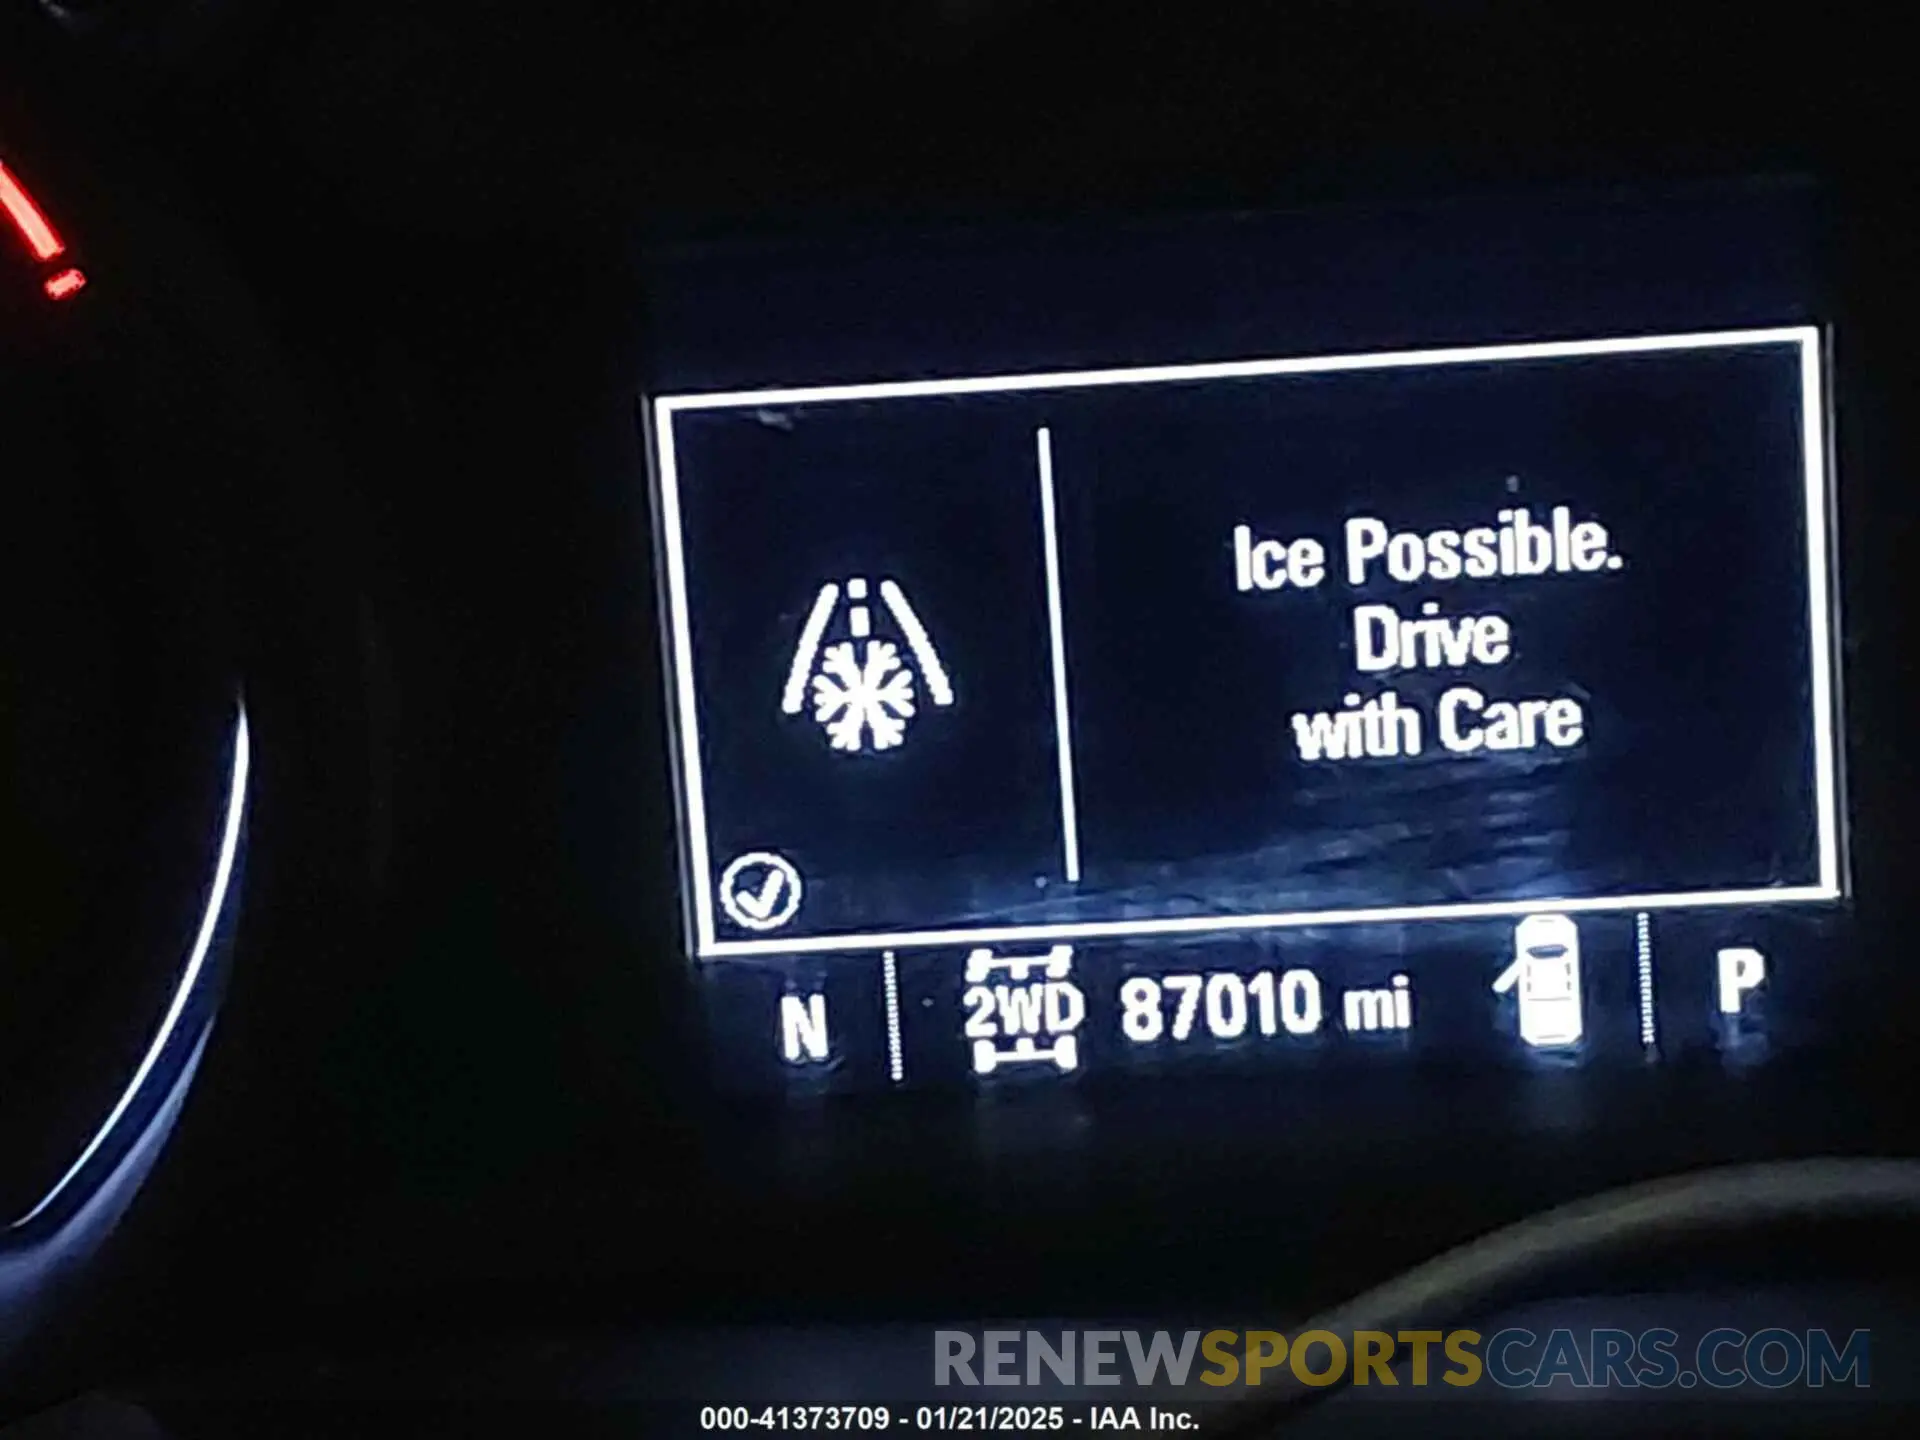 Ice Possible.
Drive
with Care
N 2WD 87010 mi P
RENEWSPORTSCARS.COM
000-41373709 - 01/21/2025 - IAA Inc.